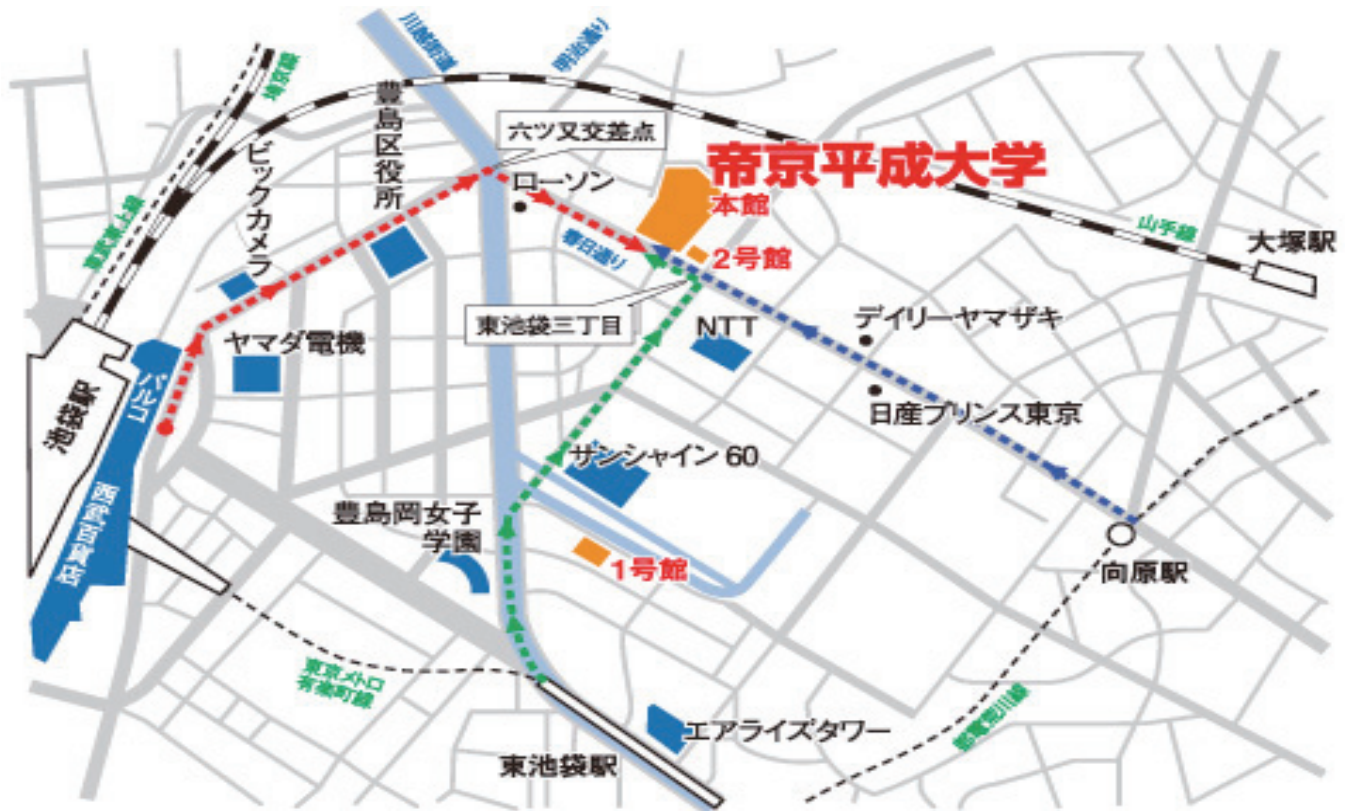 川越街道
明治通り
埼京線
豊島区役所
ビックカメラ
六ツ又交差点
ローソン
帝京平成大学
本館
2号館
春日通り
東武東上線
山手線
大塚駅
東池袋三丁目
NTT
デイリーヤマザキ
ヤマダ電機
パルコ
池袋駅
日産プリンス東京
サンシャイン 60
西武百貨店
豊島岡女子
学園
1号館
向原駅
東京メトロ
有楽町線
都電荒川線
エアライズタワー
東池袋駅